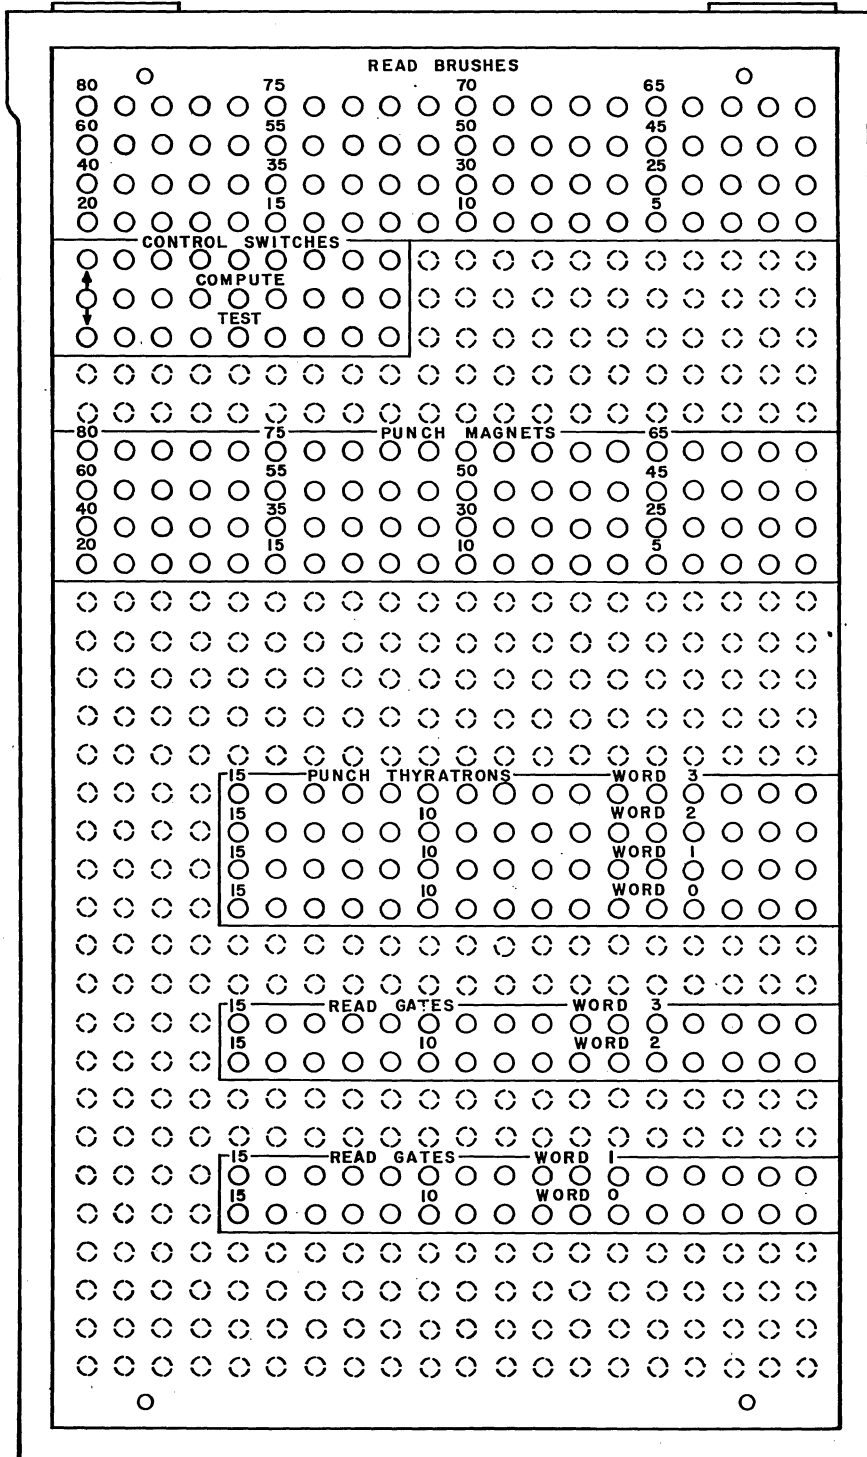 READ BRUSHES
80 75 70 65
60 55 50 45
40 35 30 25
20 15 10 5
CONTROL SWITCHES
COMPUTE
TEST
80 75 PUNCH MAGNETS 65
60 55 50 45
40 35 30 25
20 15 10 5
15 PUNCH THYRATRONS WORD 3
15 10 WORD 2
15 10 WORD 1
15 10 WORD 0
15 READ GATES WORD 3
15 10 WORD 2
15 READ GATES WORD 1
15 10 WORD 0